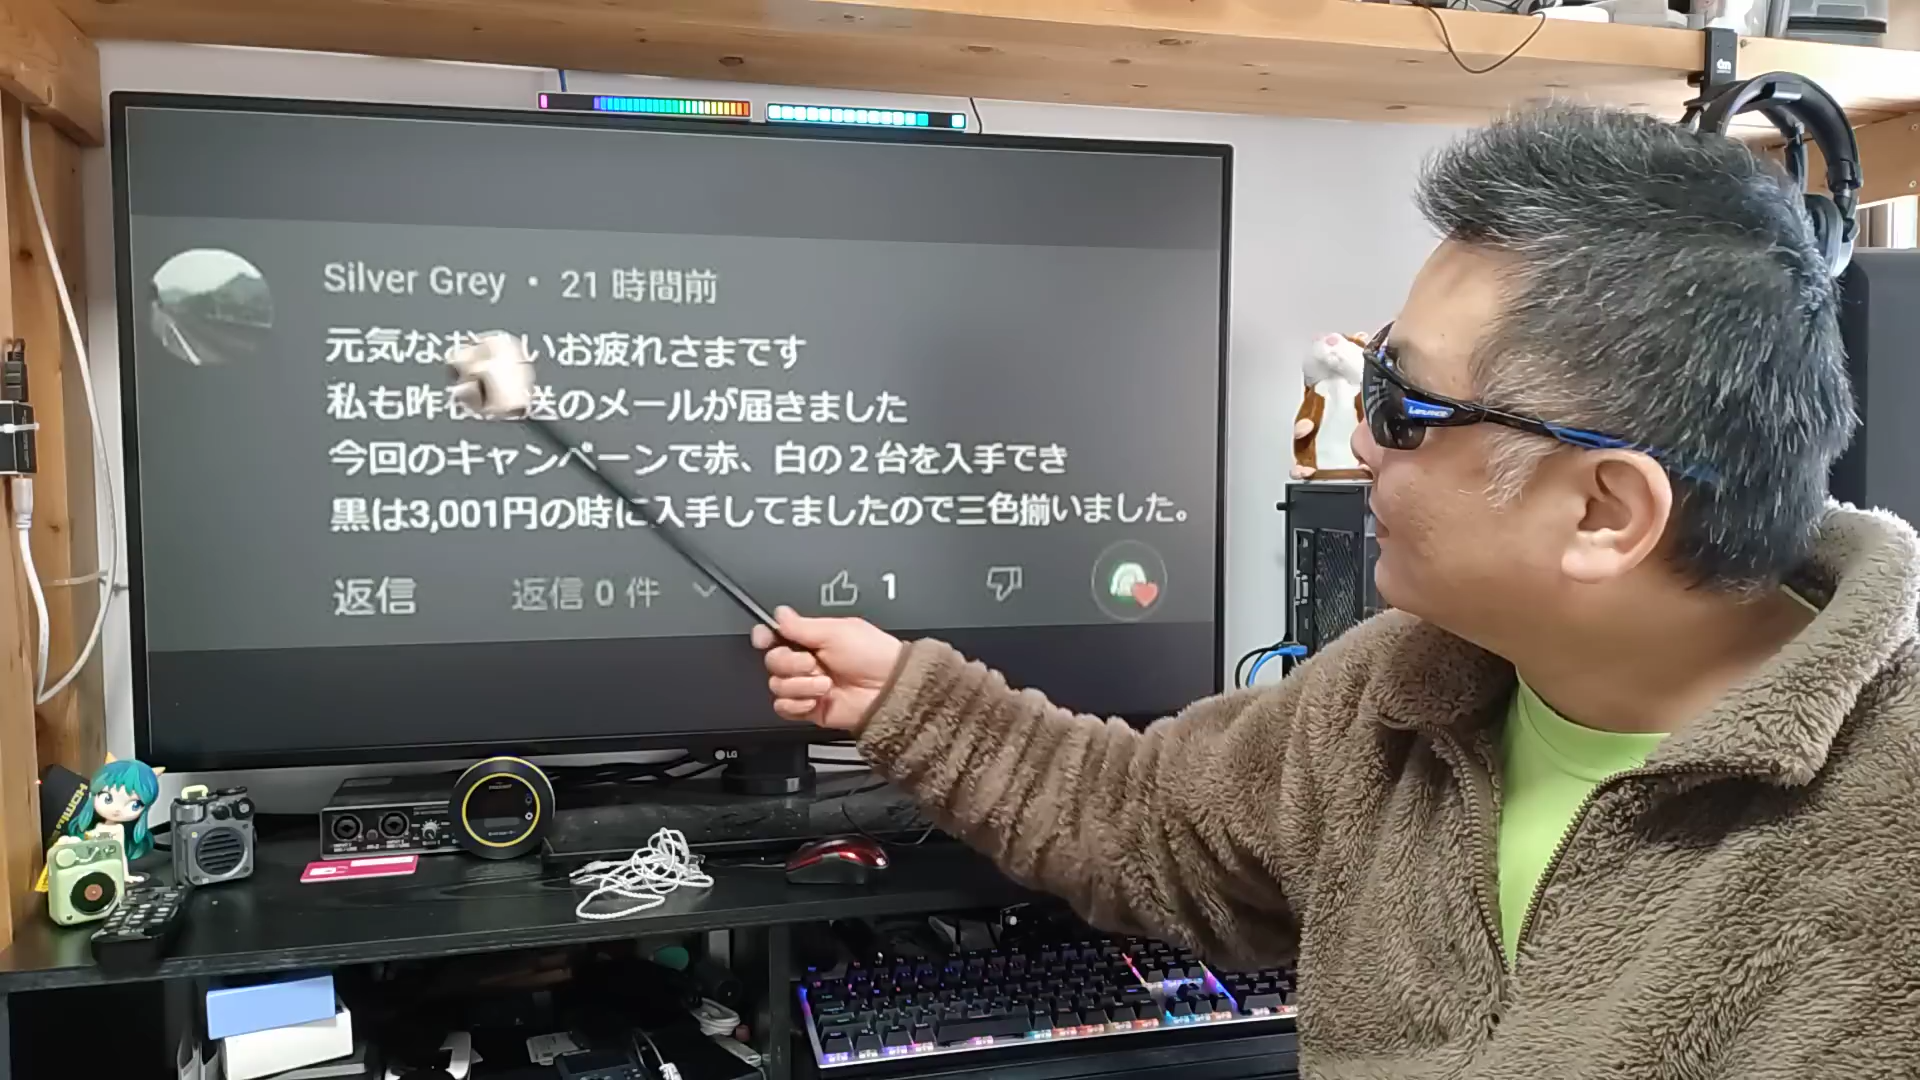 Silver Grey・21 時間前
元気なお いお疲れさまです
私も昨夜 送のメールが届きました
今回のキャンペーンで赤、白の2台を入手でき
黒は3,001円の時に入手してましたので三色揃いました。
返信 返信 0 件 1
LG